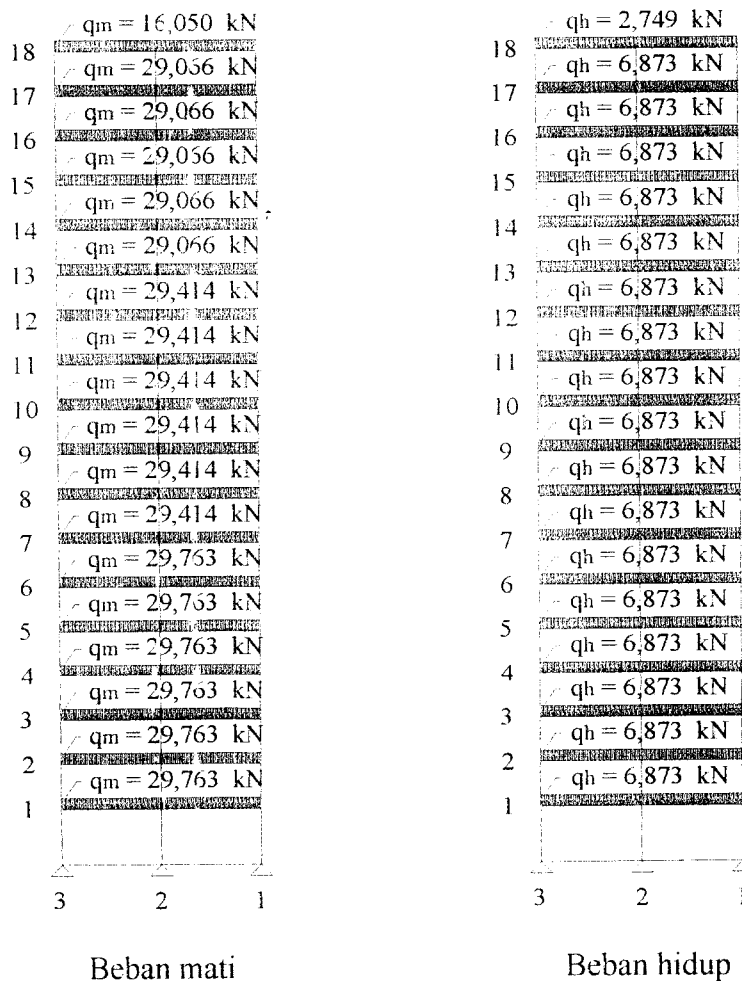 qm = 16,050 kN
18
qm = 29,066 kN
17
qm = 29,066 kN
16
qm = 29,066 kN
15
qm = 29,066 kN
14
qm = 29,066 kN
13
qm = 29,414 kN
12
qm = 29,414 kN
11
qm = 29,414 kN
10
qm = 29,414 kN
9
qm = 29,414 kN
8
qm = 29,414 kN
7
qm = 29,763 kN
6
qm = 29,763 kN
5
qm = 29,763 kN
4
qm = 29,763 kN
3
qm = 29,763 kN
2
qm = 29,763 kN
1
3 2 1
Beban mati
qh = 2,749 kN
18
qh = 6,873 kN
17
qh = 6,873 kN
16
qh = 6,873 kN
15
qh = 6,873 kN
14
qh = 6,873 kN
13
qh = 6,873 kN
12
qh = 6,873 kN
11
qh = 6,873 kN
10
qh = 6,873 kN
9
qh = 6,873 kN
8
qh = 6,873 kN
7
qh = 6,873 kN
6
qh = 6,873 kN
5
qh = 6,873 kN
4
qh = 6,873 kN
3
qh = 6,873 kN
2
qh = 6,873 kN
1
3 2 1
Beban hidup